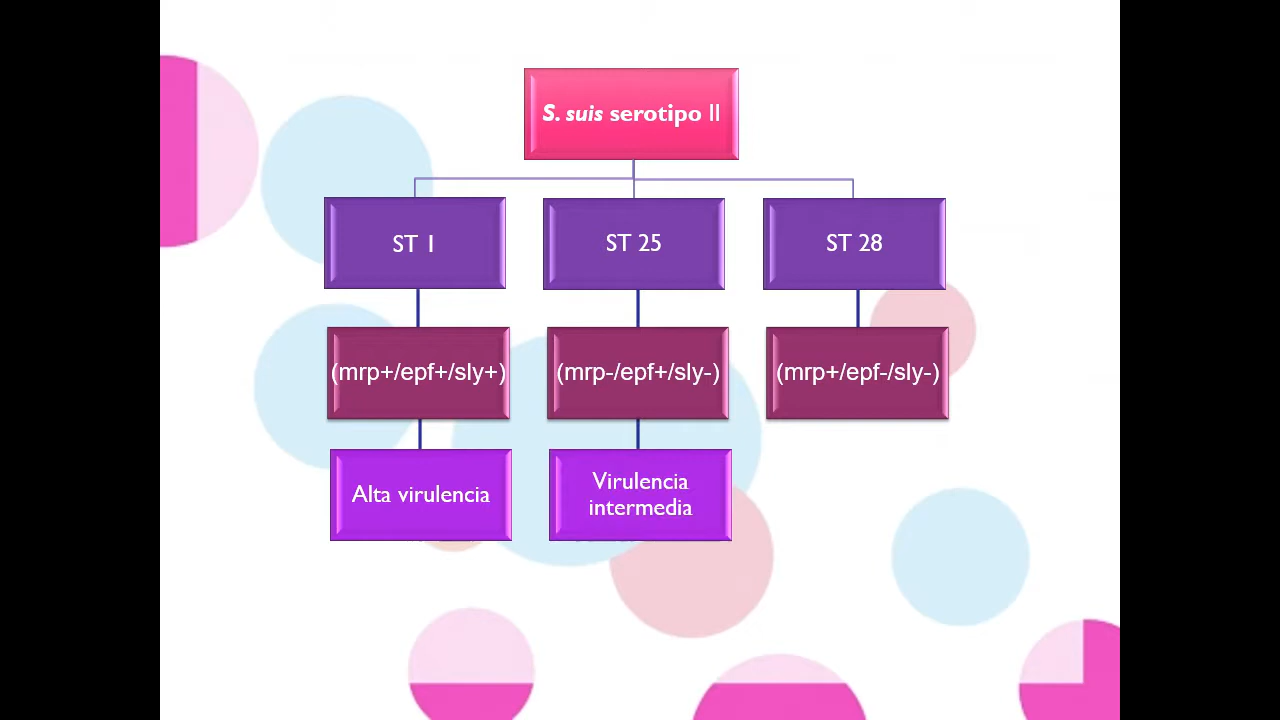 S. suis serotipo II
ST 1
ST 25
ST 28
(mrp+/epf+/sly+)
(mrp-/epf+/sly-)
(mrp+/epf-/sly-)
Alta virulencia
Virulencia
intermedia